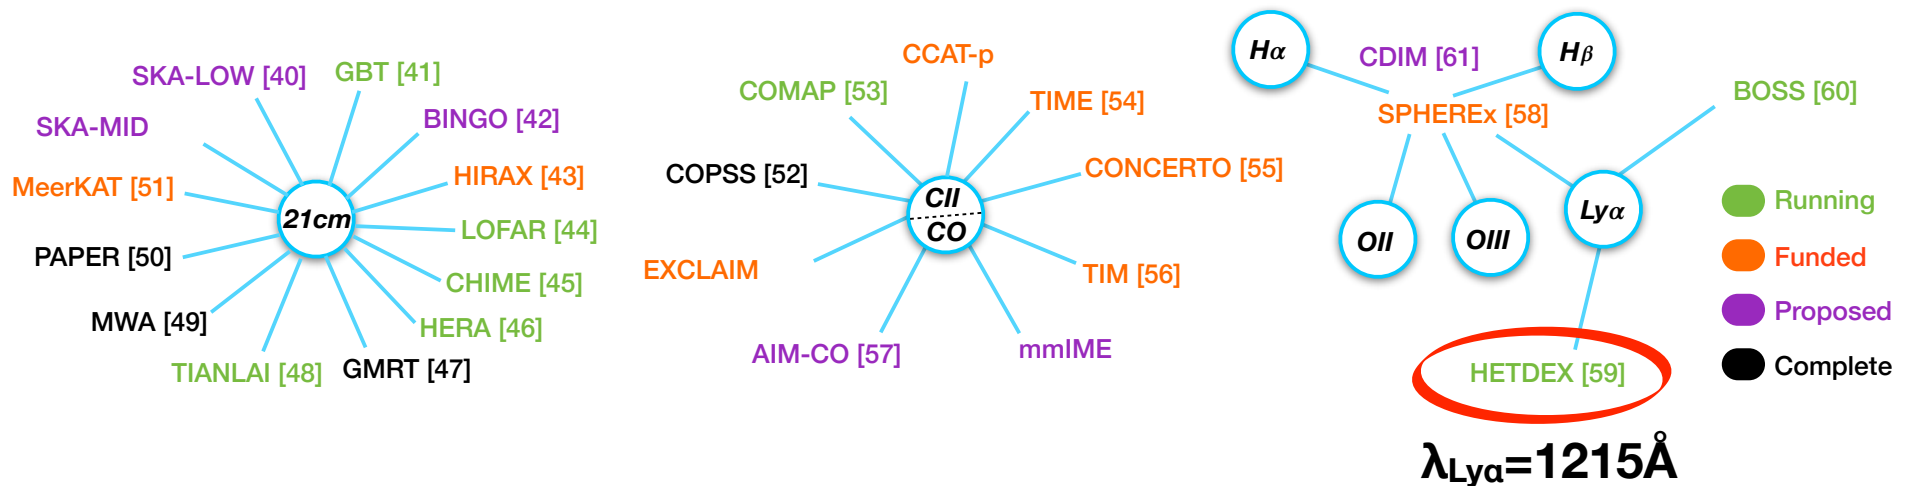 SKA-LOW [40]
GBT [41]
SKA-MID
BINGO [42]
MeerKAT [51]
HIRAX [43]
21cm
LOFAR [44]
PAPER [50]
CHIME [45]
MWA [49]
HERA [46]
TIANLAI [48]
GMRT [47]
CCAT-p
COMAP [53]
TIME [54]
COPSS [52]
CONCERTO [55]
CII
CO
EXCLAIM
TIM [56]
AIM-CO [57]
mmIME
Hα
CDIM [61]
Hβ
SPHEREx [58]
BOSS [60]
OII
OIII
Lyα
HETDEX [59]
λLyα=1215Å
Running
Funded
Proposed
Complete